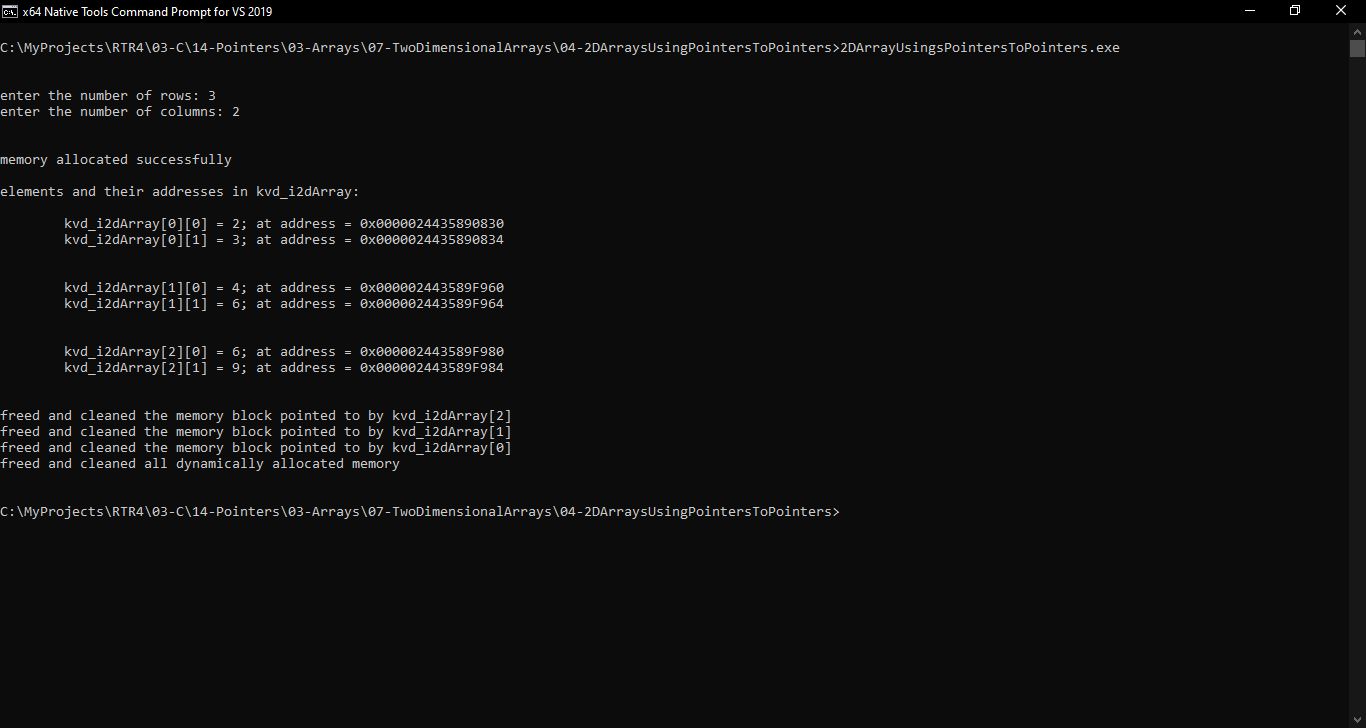 x64 Native Tools Command Prompt for VS 2019
C:\MyProjects\RTR4\03-C\14-Pointers\03-Arrays\07-TwoDimensionalArrays\04-2DArraysUsingPointersToPointers>2DArrayUsingsPointersToPointers.exe
enter the number of rows: 3
enter the number of columns: 2
memory allocated successfully
elements and their addresses in kvd_i2dArray:
kvd_i2dArray[0][0] = 2; at address = 0x0000024435890830
kvd_i2dArray[0][1] = 3; at address = 0x0000024435890834
kvd_i2dArray[1][0] = 4; at address = 0x000002443589F960
kvd_i2dArray[1][1] = 6; at address = 0x000002443589F964
kvd_i2dArray[2][0] = 6; at address = 0x000002443589F980
kvd_i2dArray[2][1] = 9; at address = 0x000002443589F984
freed and cleaned the memory block pointed to by kvd_i2dArray[2]
freed and cleaned the memory block pointed to by kvd_i2dArray[1]
freed and cleaned the memory block pointed to by kvd_i2dArray[0]
freed and cleaned all dynamically allocated memory
C:\MyProjects\RTR4\03-C\14-Pointers\03-Arrays\07-TwoDimensionalArrays\04-2DArraysUsingPointersToPointers>